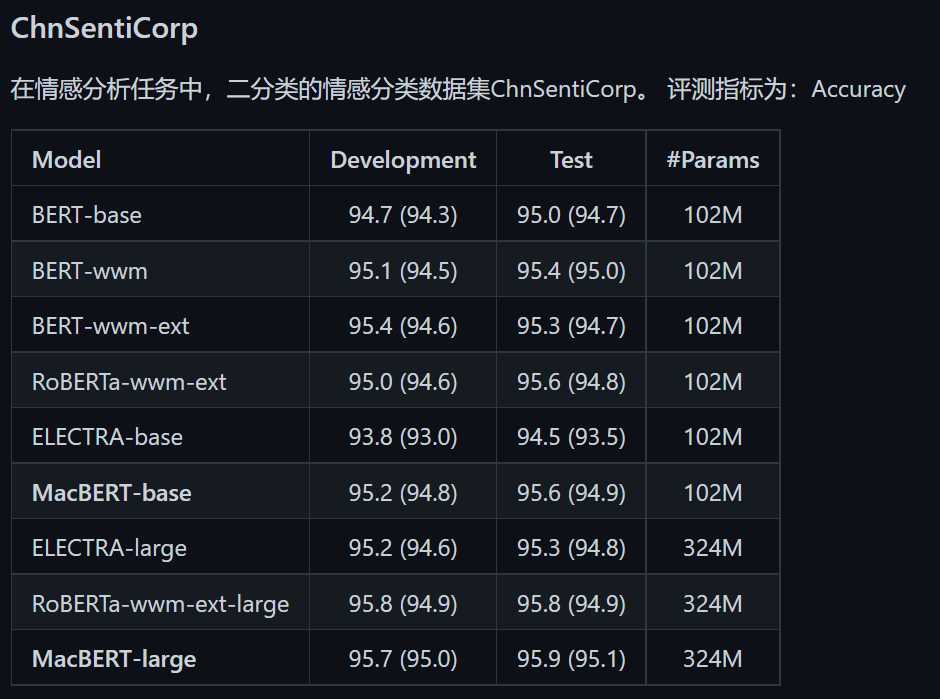 ChnSentiCorp
在情感分析任务中，二分类的情感分类数据集ChnSentiCorp。 评测指标为：Accuracy
Model Development Test #Params
BERT-base 94.7 (94.3) 95.0 (94.7) 102M
BERT-wwm 95.1 (94.5) 95.4 (95.0) 102M
BERT-wwm-ext 95.4 (94.6) 95.3 (94.7) 102M
RoBERTa-wwm-ext 95.0 (94.6) 95.6 (94.8) 102M
ELECTRA-base 93.8 (93.0) 94.5 (93.5) 102M
MacBERT-base 95.2 (94.8) 95.6 (94.9) 102M
ELECTRA-large 95.2 (94.6) 95.3 (94.8) 324M
RoBERTa-wwm-ext-large 95.8 (94.9) 95.8 (94.9) 324M
MacBERT-large 95.7 (95.0) 95.9 (95.1) 324M